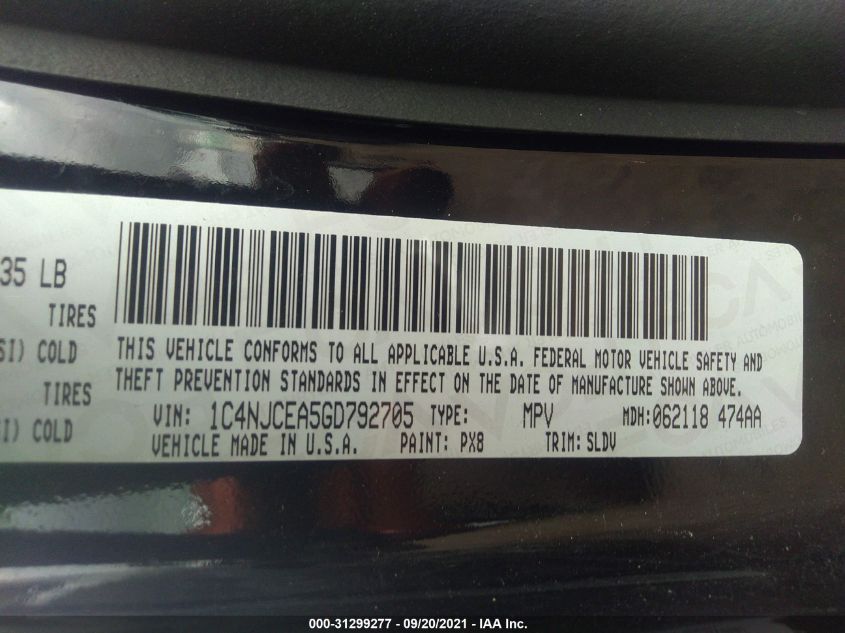 35 LB
TIRES
SI) COLD
TIRES
I) COLD
THIS VEHICLE CONFORMS TO ALL APPLICABLE U.S.A. FEDERAL MOTOR VEHICLE SAFETY AND
THEFT PREVENTION STANDARDS IN EFFECT ON THE DATE OF MANUFACTURE SHOWN ABOVE.
VIN: 1C4NJCEA5GD792705 TYPE: MPV MDH:062118 474AA
VEHICLE MADE IN U.S.A. PAINT: PX8 TRIM: SLDV
000-31299277 - 09/20/2021 - IAA Inc.